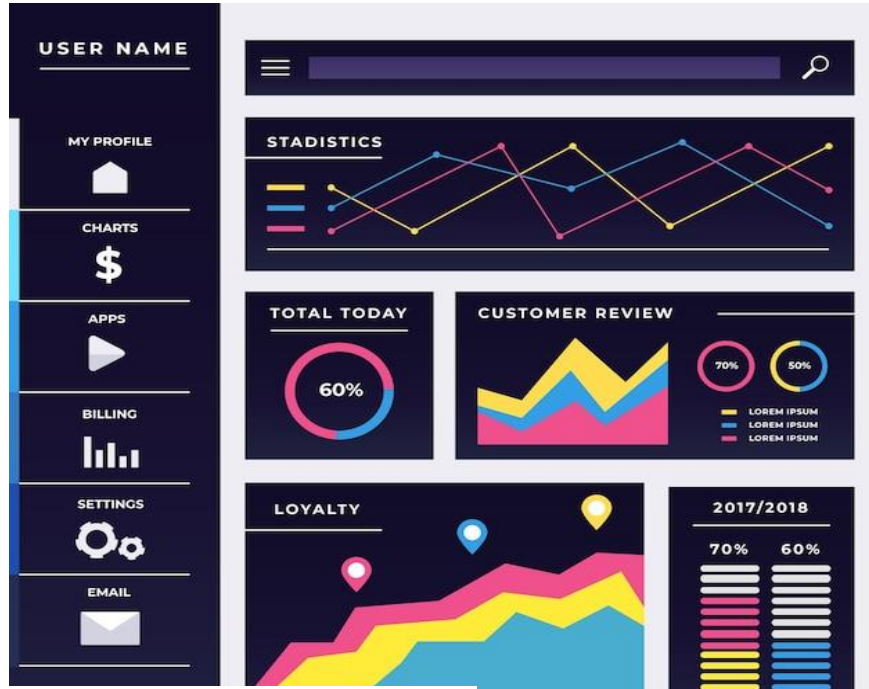 USER NAME
MY PROFILE
CHARTS
$
APPS
BILLING
SETTINGS
EMAIL
STADISTICS
TOTAL TODAY
60%
CUSTOMER REVIEW
70%
50%
LOREM IPSUM
LOREM IPSUM
LOREM IPSUM
LOYALTY
2017/2018
70% 60%